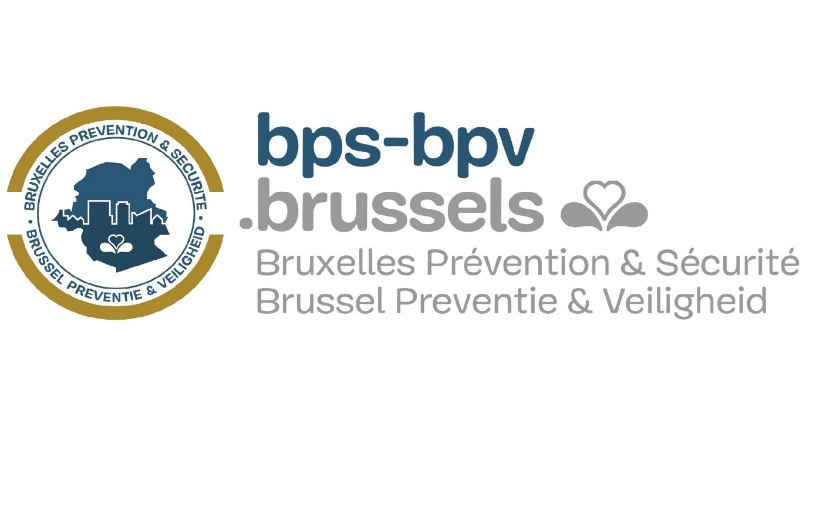 BRUXELLES PREVENTION & SECURITE
BRUSSEL PREVENTIE & VEILIGHEID
bps-bpv
.brussels
Bruxelles Prévention & Sécurité
Brussel Preventie & Veiligheid